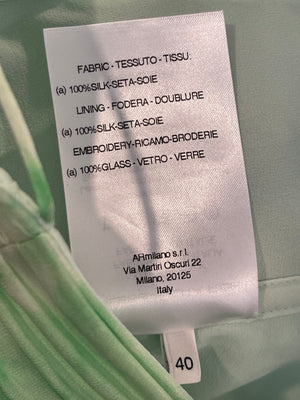 FABRIC - TESSUTO - TISSU:
(a) 100%SILK-SETA-SOIE
LINING - FODERA - DOUBLURE
(a) 100%SILK-SETA-SOIE
EMBROIDERY-RICAMO-BRODERIE
(a) 100%GLASS - VETRO - VERRE
ARmilano s.r.l.
Via Martiri Oscuri 22
Milano, 20125
Italy
40